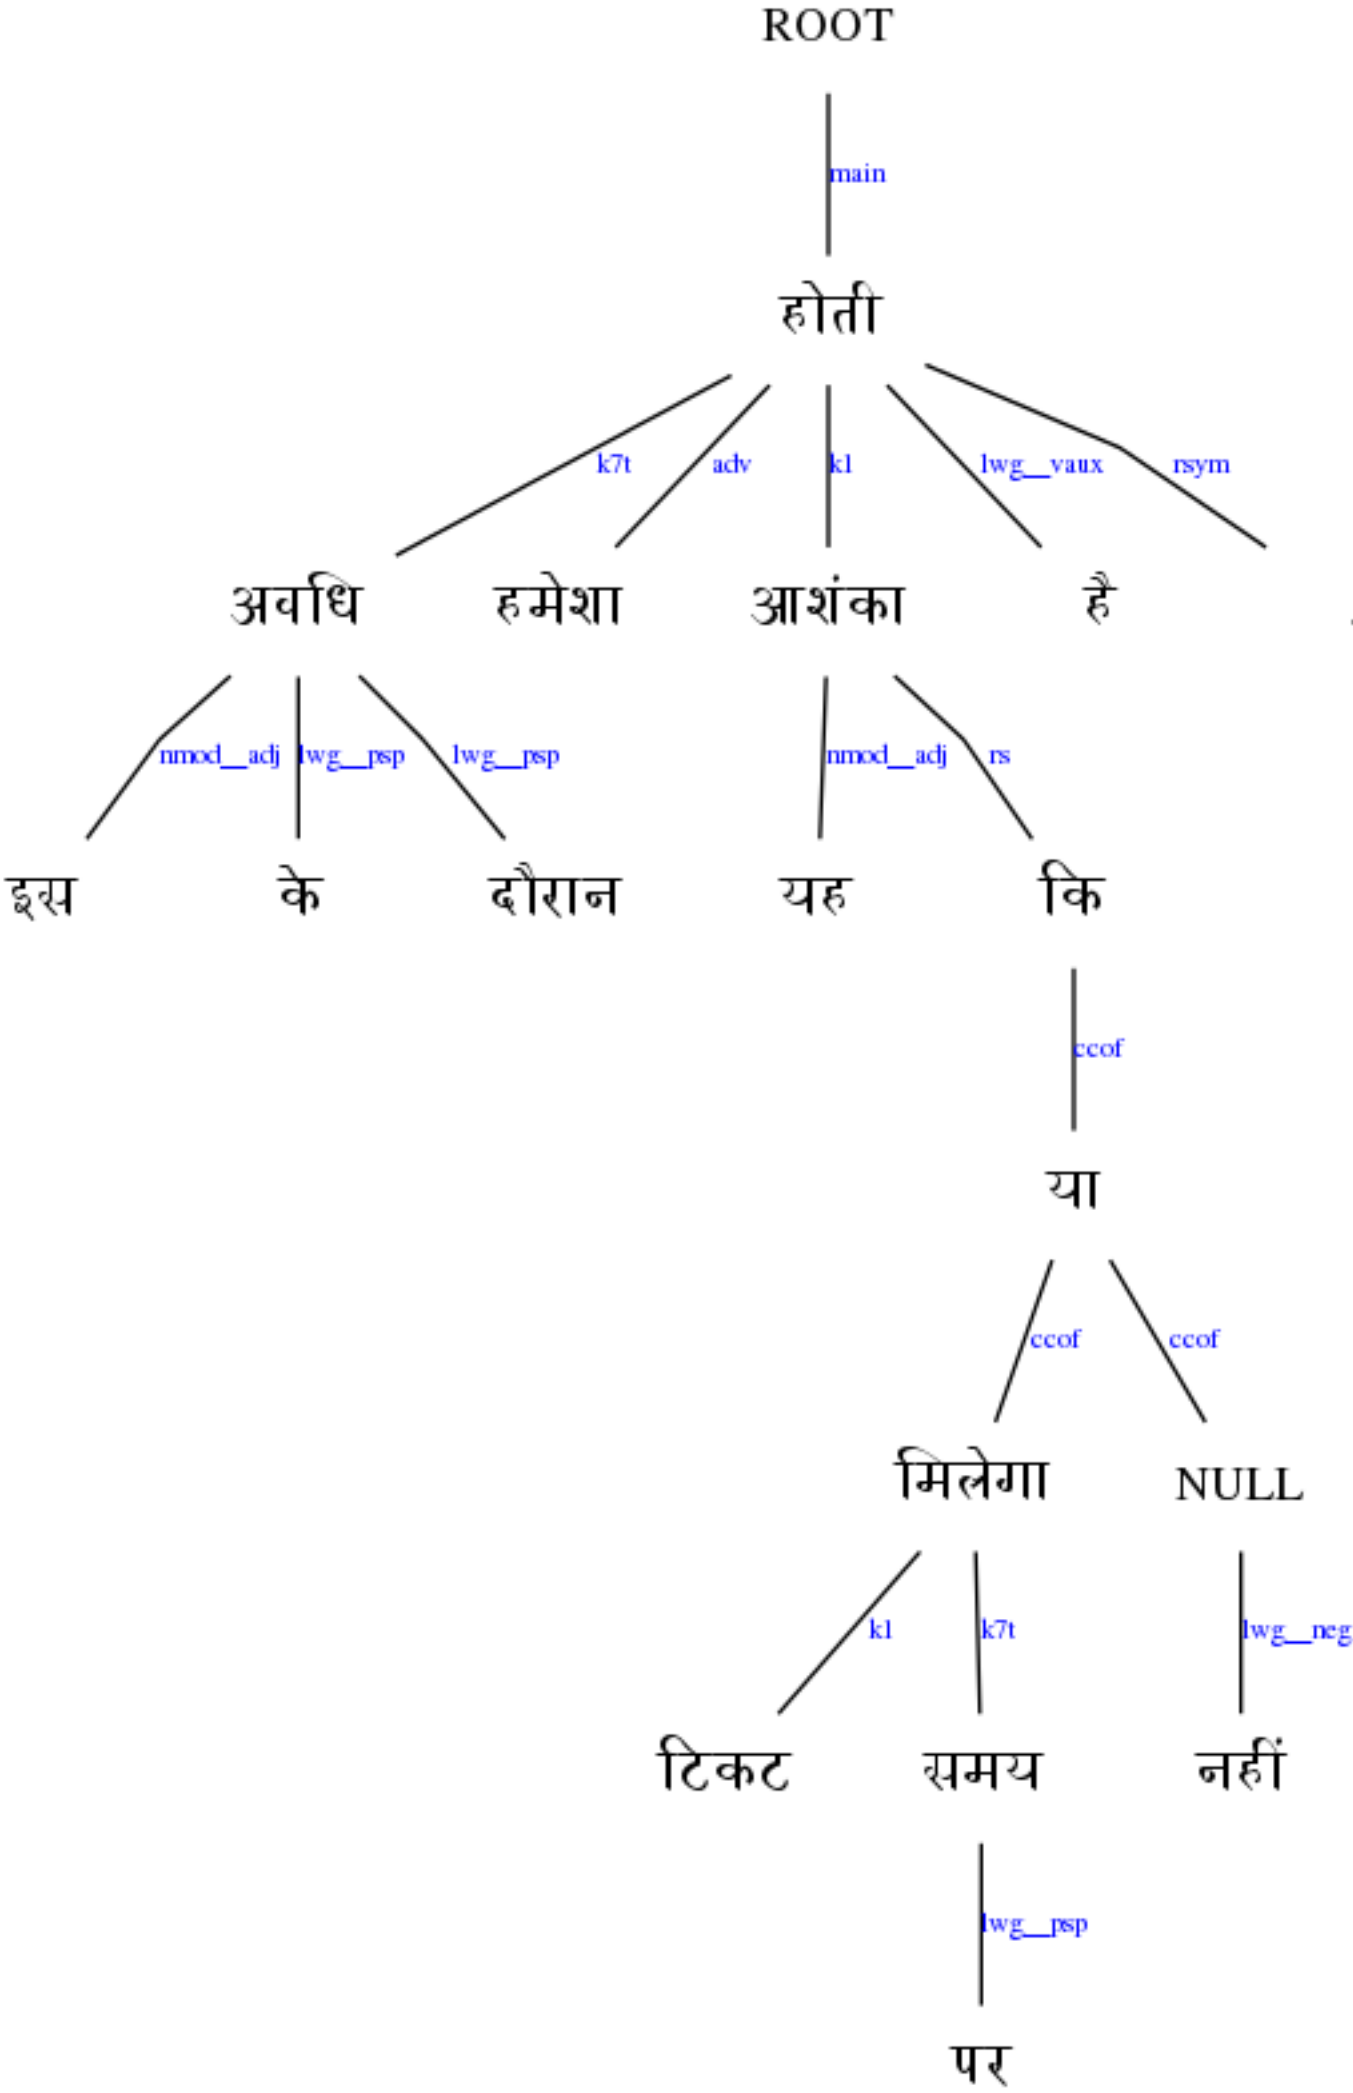 ROOT
main
होती
k7t adv k1 lwg__vaux rsym
अवधि हमेशा आशंका है .
nmod__adj lwg__psp lwg__psp nmod__adj rs
इस के दौरान यह कि
ccof
या
ccof ccof
मिलेगा NULL
k1 k7t lwg__neg
टिकट समय नहीं
lwg__psp
पर